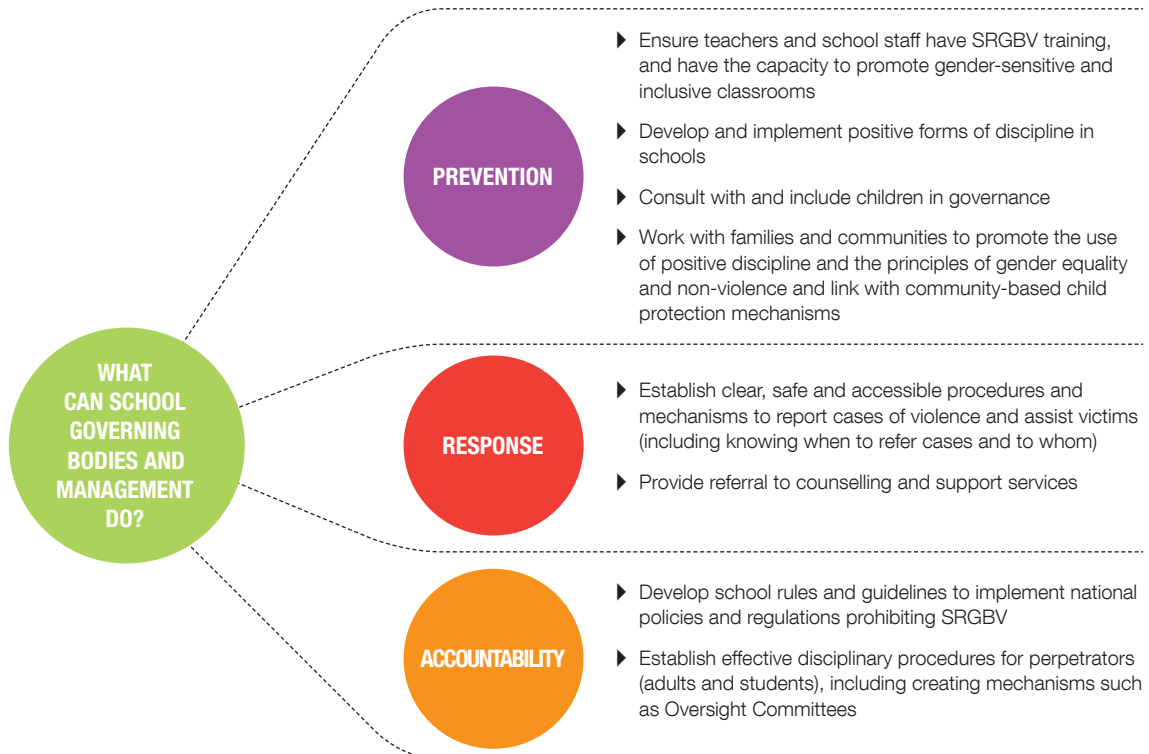 WHAT
CAN SCHOOL
GOVERNING
BODIES AND
MANAGEMENT
DO?
PREVENTION
Ensure teachers and school staff have SRGBV training,
and have the capacity to promote gender-sensitive and
inclusive classrooms
Develop and implement positive forms of discipline in
schools
Consult with and include children in governance
Work with families and communities to promote the use
of positive discipline and the principles of gender equality
and non-violence and link with community-based child
protection mechanisms
RESPONSE
Establish clear, safe and accessible procedures and
mechanisms to report cases of violence and assist victims
(including knowing when to refer cases and to whom)
Provide referral to counselling and support services
ACCOUNTABILITY
Develop school rules and guidelines to implement national
policies and regulations prohibiting SRGBV
Establish effective disciplinary procedures for perpetrators
(adults and students), including creating mechanisms such
as Oversight Committees